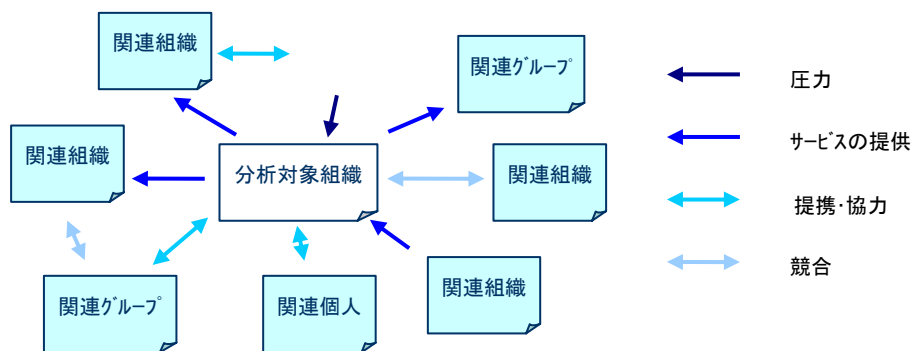 関連組織
関連グループ
圧力
サービスの提供
関連組織
分析対象組織
関連組織
提携・協力
競合
関連グループ
関連個人
関連組織